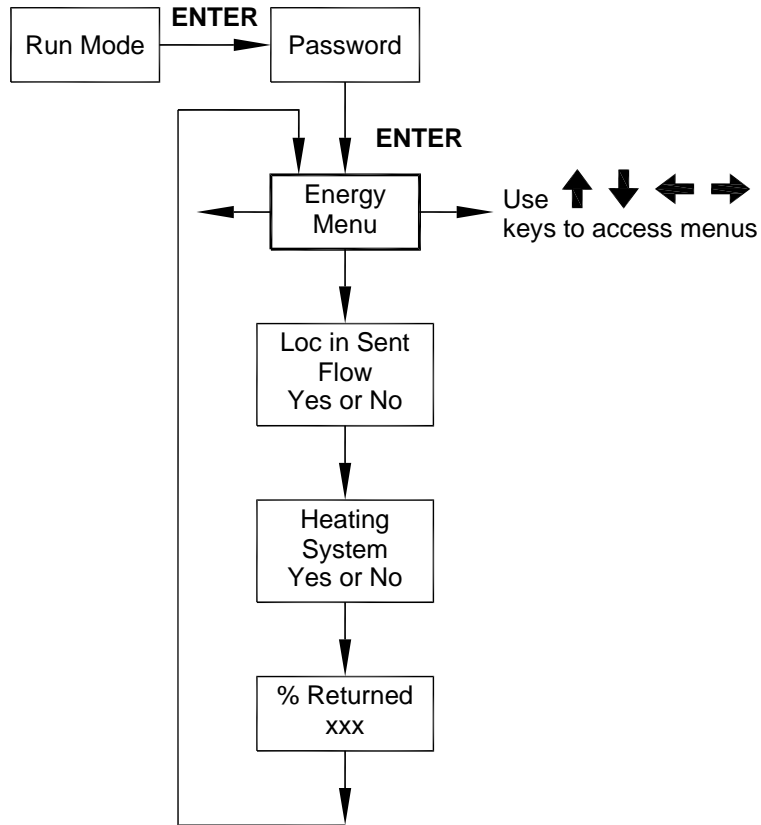 ENTER
Run Mode
Password
ENTER
Energy
Menu
Use
keys to access menus
Loc in Sent
Flow
Yes or No
Heating
System
Yes or No
% Returned
xxx